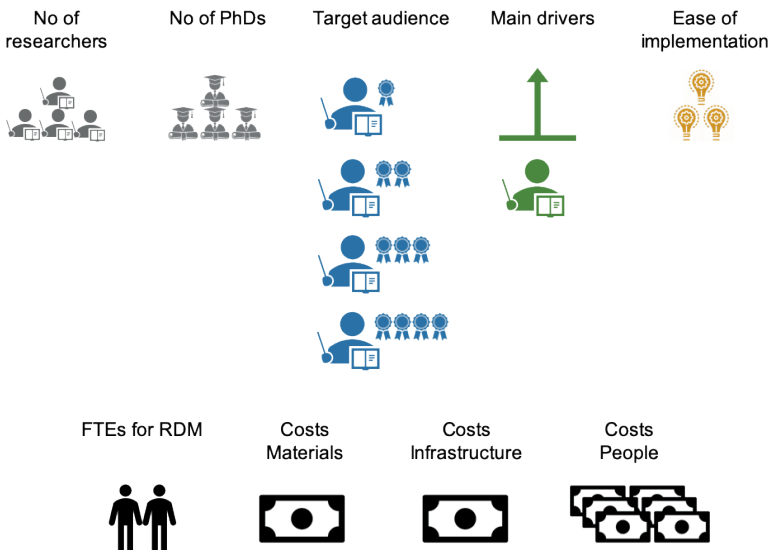 No of
researchers
No of PhDs
Target audience
Main drivers
Ease of
implementation
FTEs for RDM
Costs
Materials
Costs
Infrastructure
Costs
People